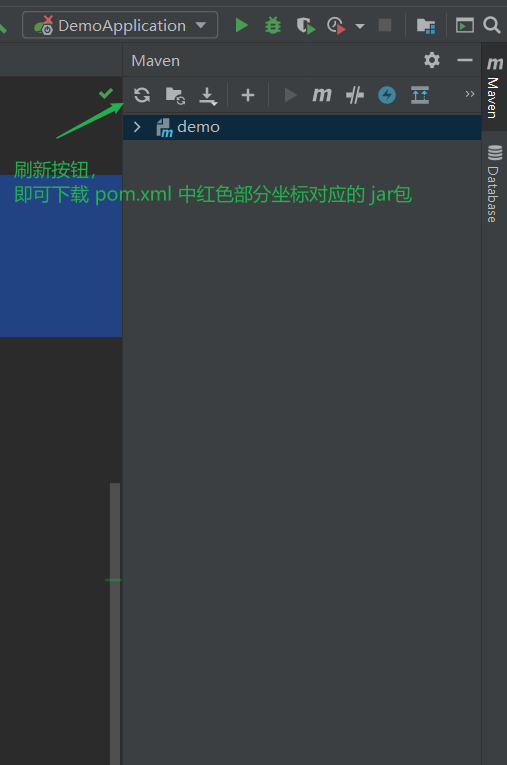 DemoApplication
Maven
demo
刷新按钮，
即可下载 pom.xml 中红色部分坐标对应的 jar包
m Maven
Database